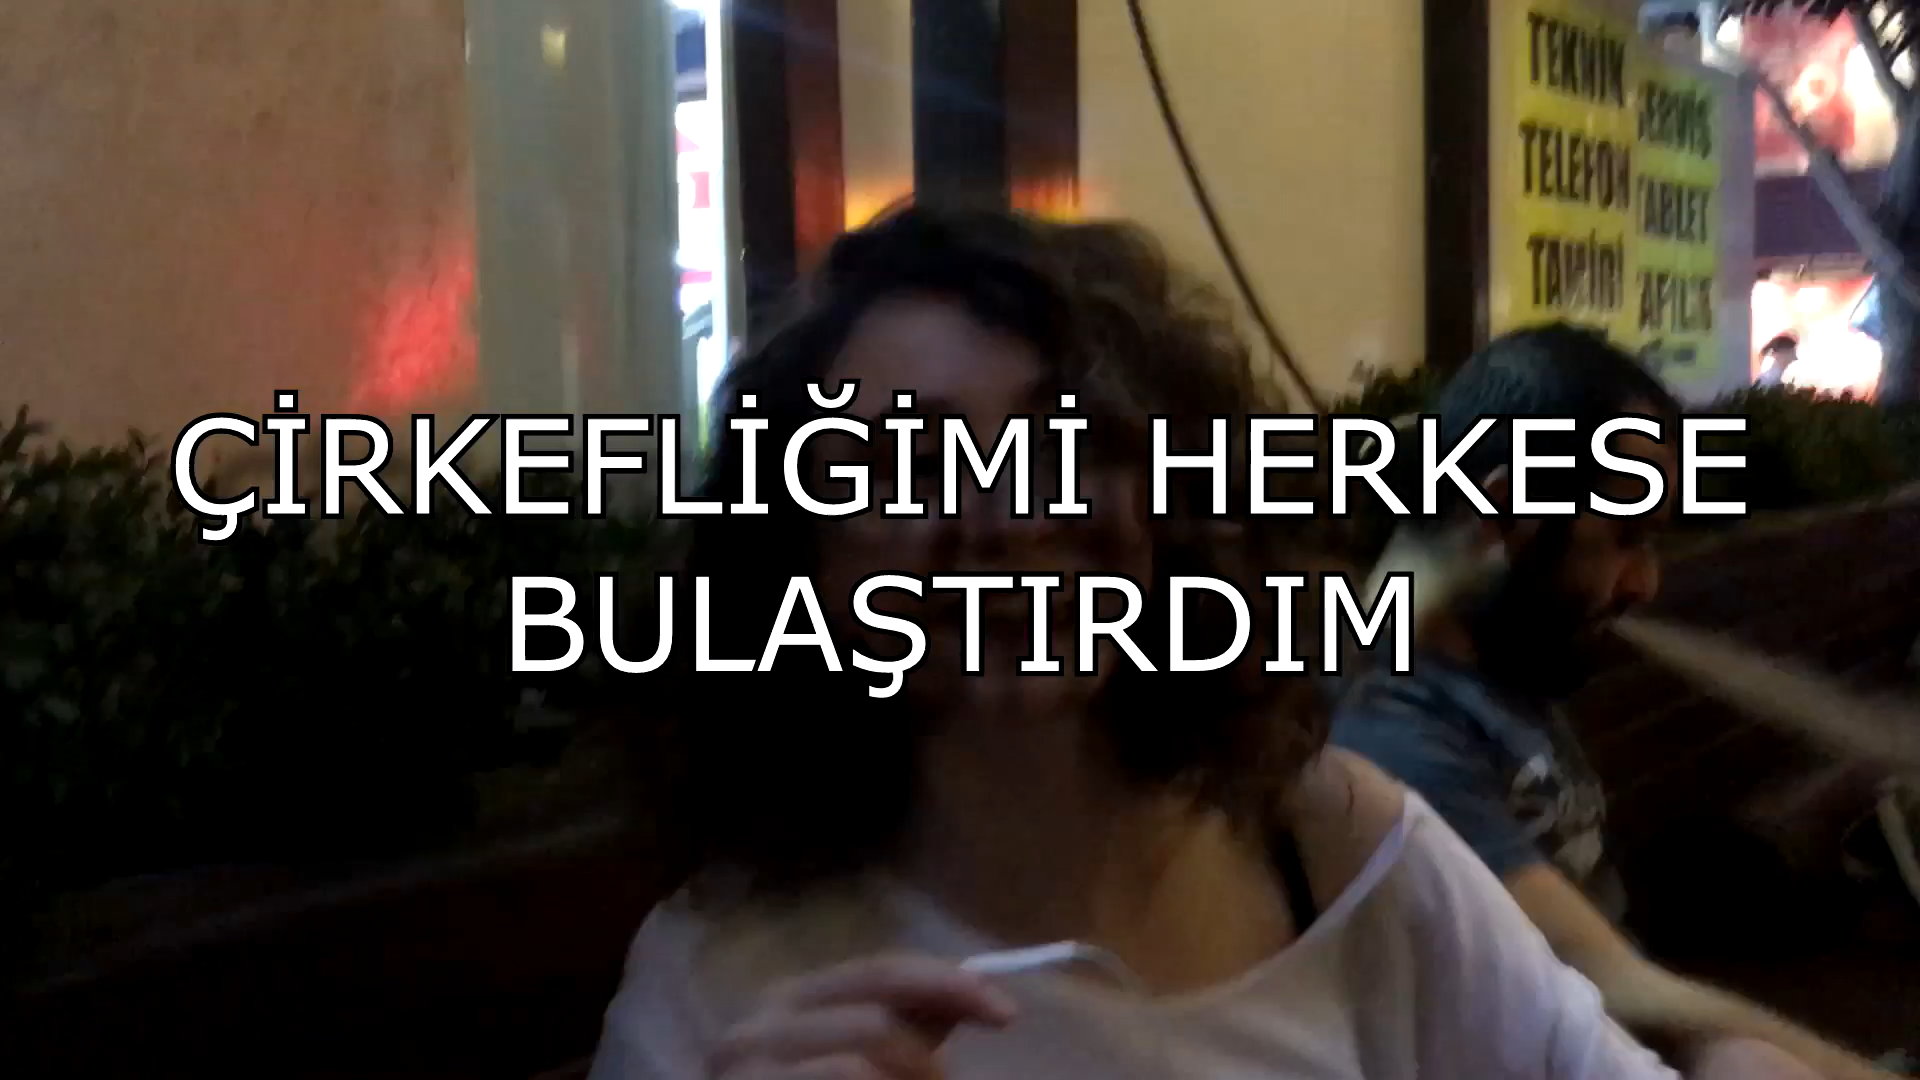 TEKNİK SERVİS
TELEFON TABLET
TAMİRİ
ÇİRKEFLİĞİMİ HERKESE
BULAŞTIRDIM